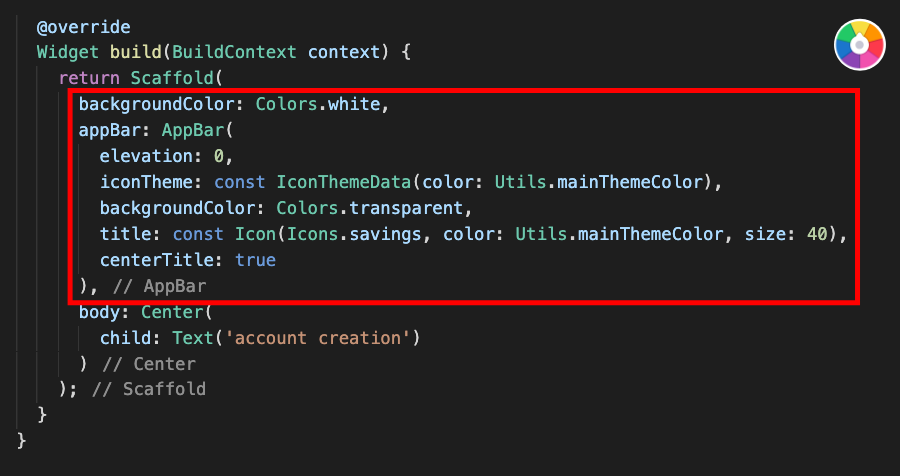 @override
Widget build(BuildContext context) {
return Scaffold(
backgroundColor: Colors.white,
appBar: AppBar(
elevation: 0,
iconTheme: const IconThemeData(color: Utils.mainThemeColor),
backgroundColor: Colors.transparent,
title: const Icon(Icons.savings, color: Utils.mainThemeColor, size: 40),
centerTitle: true
), // AppBar
body: Center(
child: Text('account creation')
) // Center
); // Scaffold
}
}